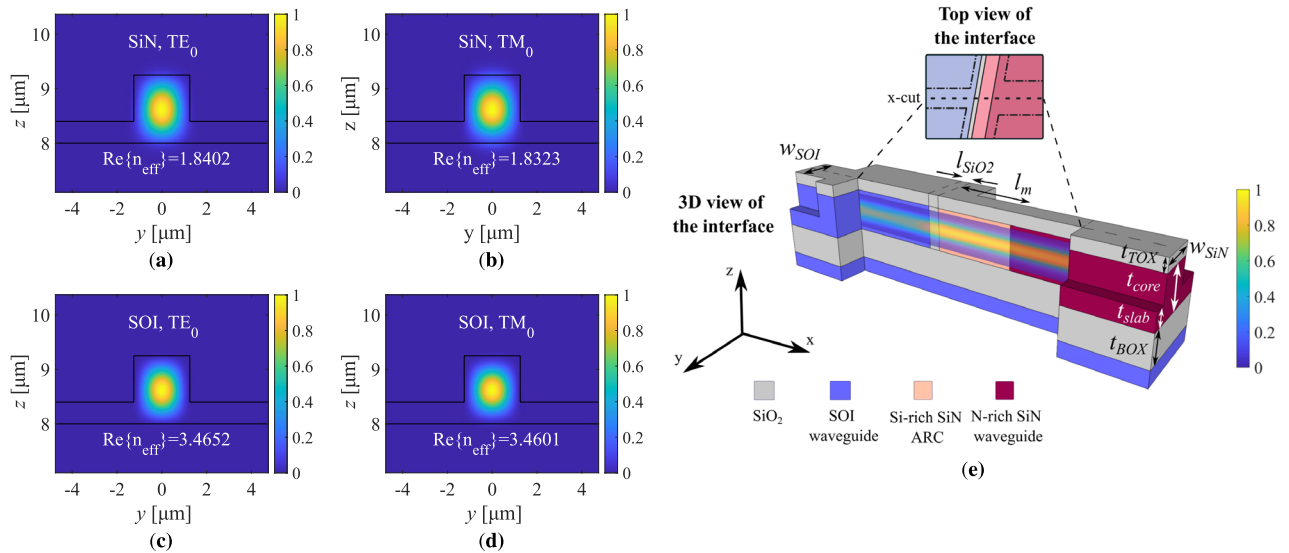 SiN, TE0
Re{neff}=1.8402
z [μm]
10
9
8
-4 -2 0 2 4
y [μm]
1
0.8
0.6
0.4
0.2
0
(a)
SiN, TM0
Re{neff}=1.8323
z [μm]
10
9
8
-4 -2 0 2 4
y [μm]
1
0.8
0.6
0.4
0.2
0
(b)
SOI, TE0
Re{neff}=3.4652
z [μm]
10
9
8
-4 -2 0 2 4
y [μm]
1
0.8
0.6
0.4
0.2
0
(c)
SOI, TM0
Re{neff}=3.4601
z [μm]
10
9
8
-4 -2 0 2 4
y [μm]
1
0.8
0.6
0.4
0.2
0
(d)
Top view of
the interface
x-cut
wSOI
lSiO2
lm
3D view of
the interface
tTOX
wSiN
tcore
tslab
tBOX
z
y
x
1
0.8
0.6
0.4
0.2
0
SiO2
SOI
waveguide
Si-rich SiN
ARC
N-rich SiN
waveguide
(e)